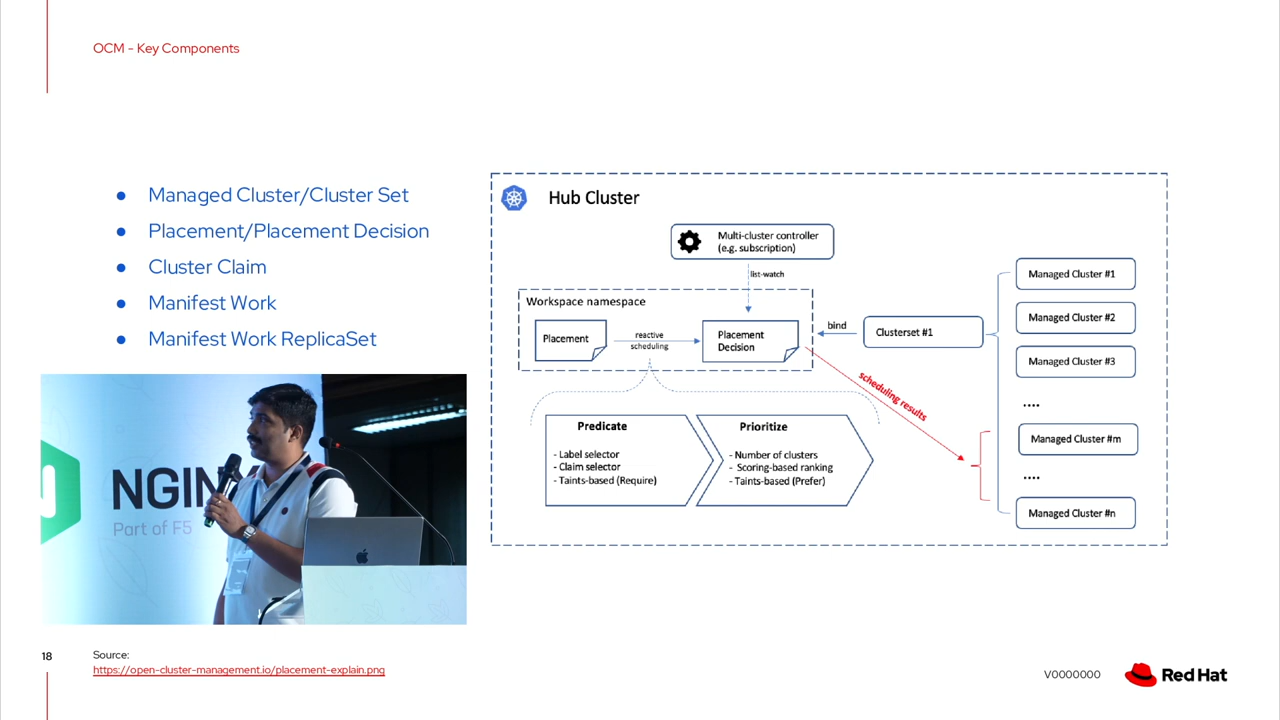 OCM - Key Components
Managed Cluster/Cluster Set
Placement/Placement Decision
Cluster Claim
Manifest Work
Manifest Work ReplicaSet
NGIN
Part of F5
Hub Cluster
Multi-cluster controller
(e.g. subscription)
list-watch
Workspace namespace
Placement
reactive
scheduling
Placement
Decision
bind
Clusterset #1
scheduling results
Predicate
- Label selector
- Claim selector
- Taints-based (Require)
Prioritize
- Number of clusters
- Scoring-based ranking
- Taints-based (Prefer)
Managed Cluster #1
Managed Cluster #2
Managed Cluster #3
....
Managed Cluster #m
....
Managed Cluster #n
18
Source:
https://open-cluster-management.io/placement-explain.png
V0000000
Red Hat